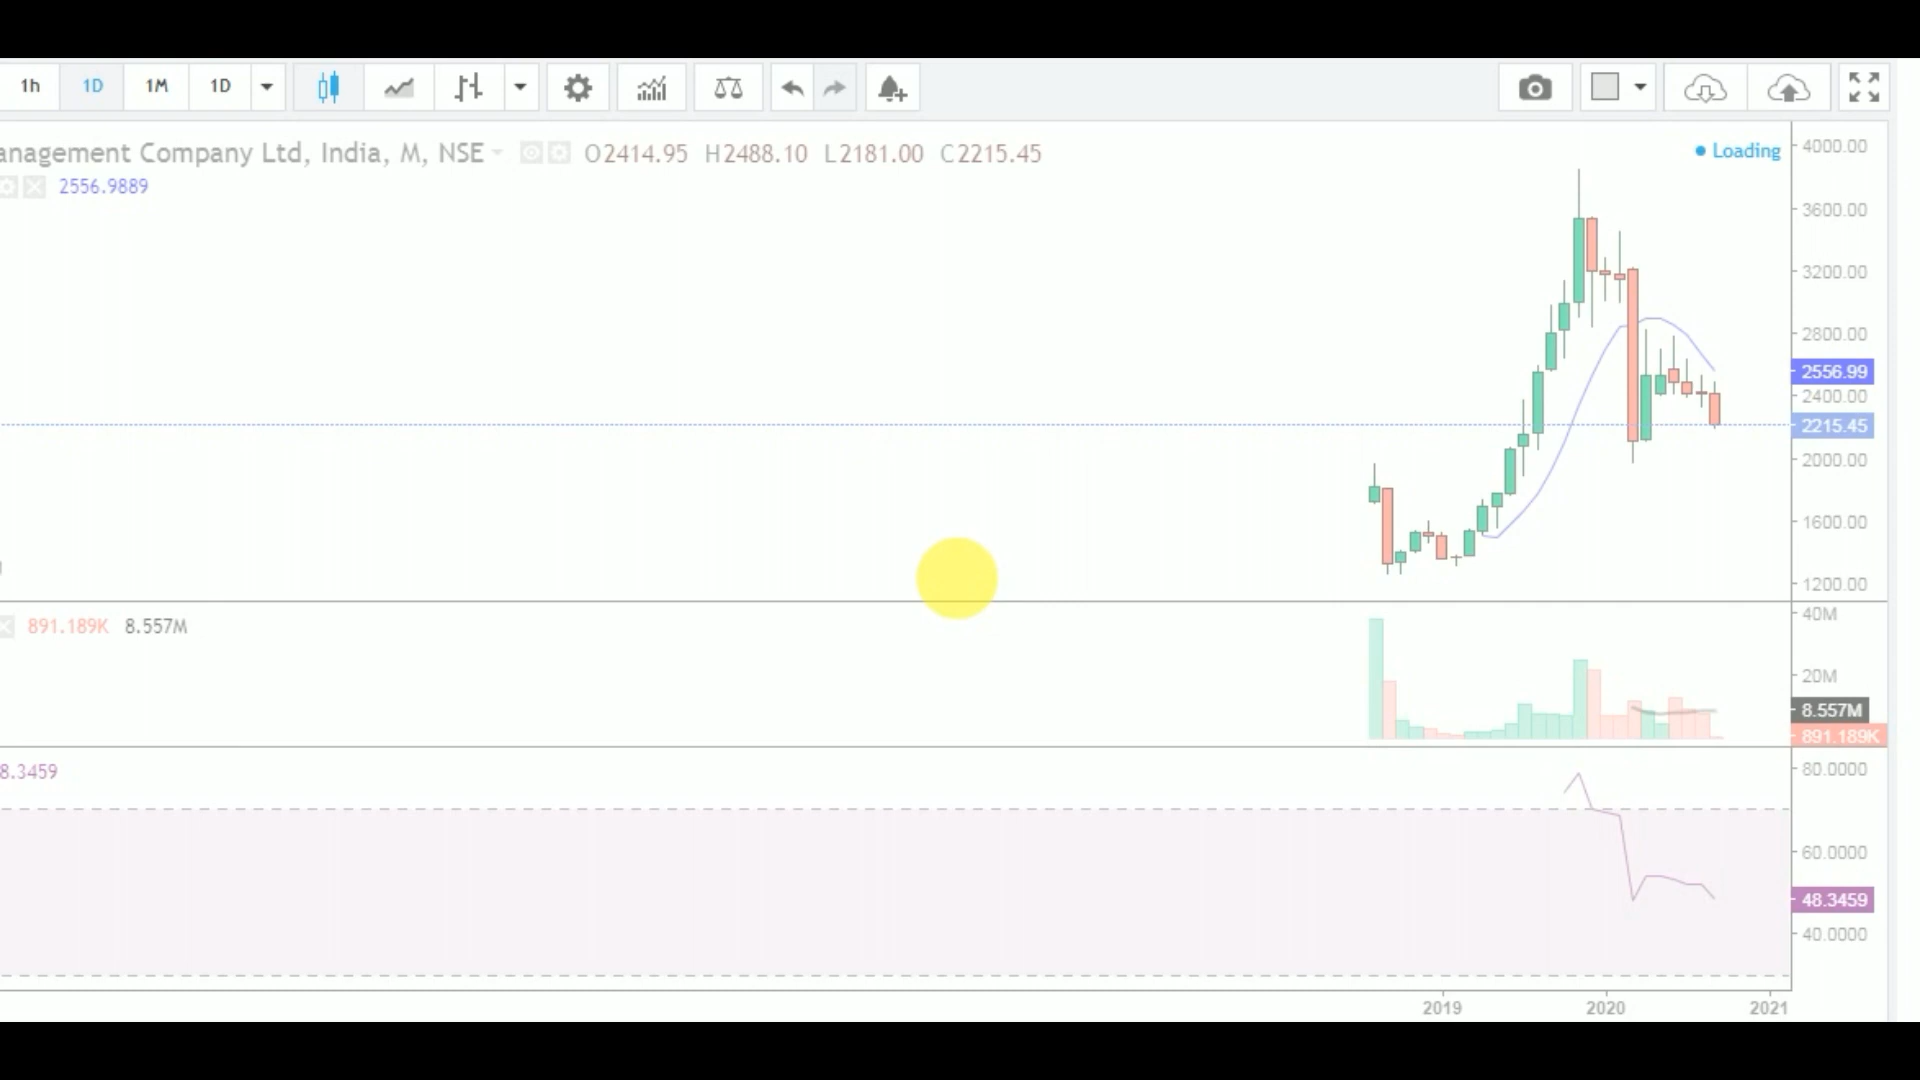 1h 1D 1M 1D
anagement Company Ltd, India, M, NSE O2414.95 H2488.10 L2181.00 C2215.45
Loading
2556.9889
4000.00
3600.00
3200.00
2800.00
2556.99
2400.00
2215.45
2000.00
1600.00
1200.00
891.189K 8.557M
40M
20M
8.557M
891.189K
8.3459
80.0000
60.0000
48.3459
40.0000
2019 2020 2021